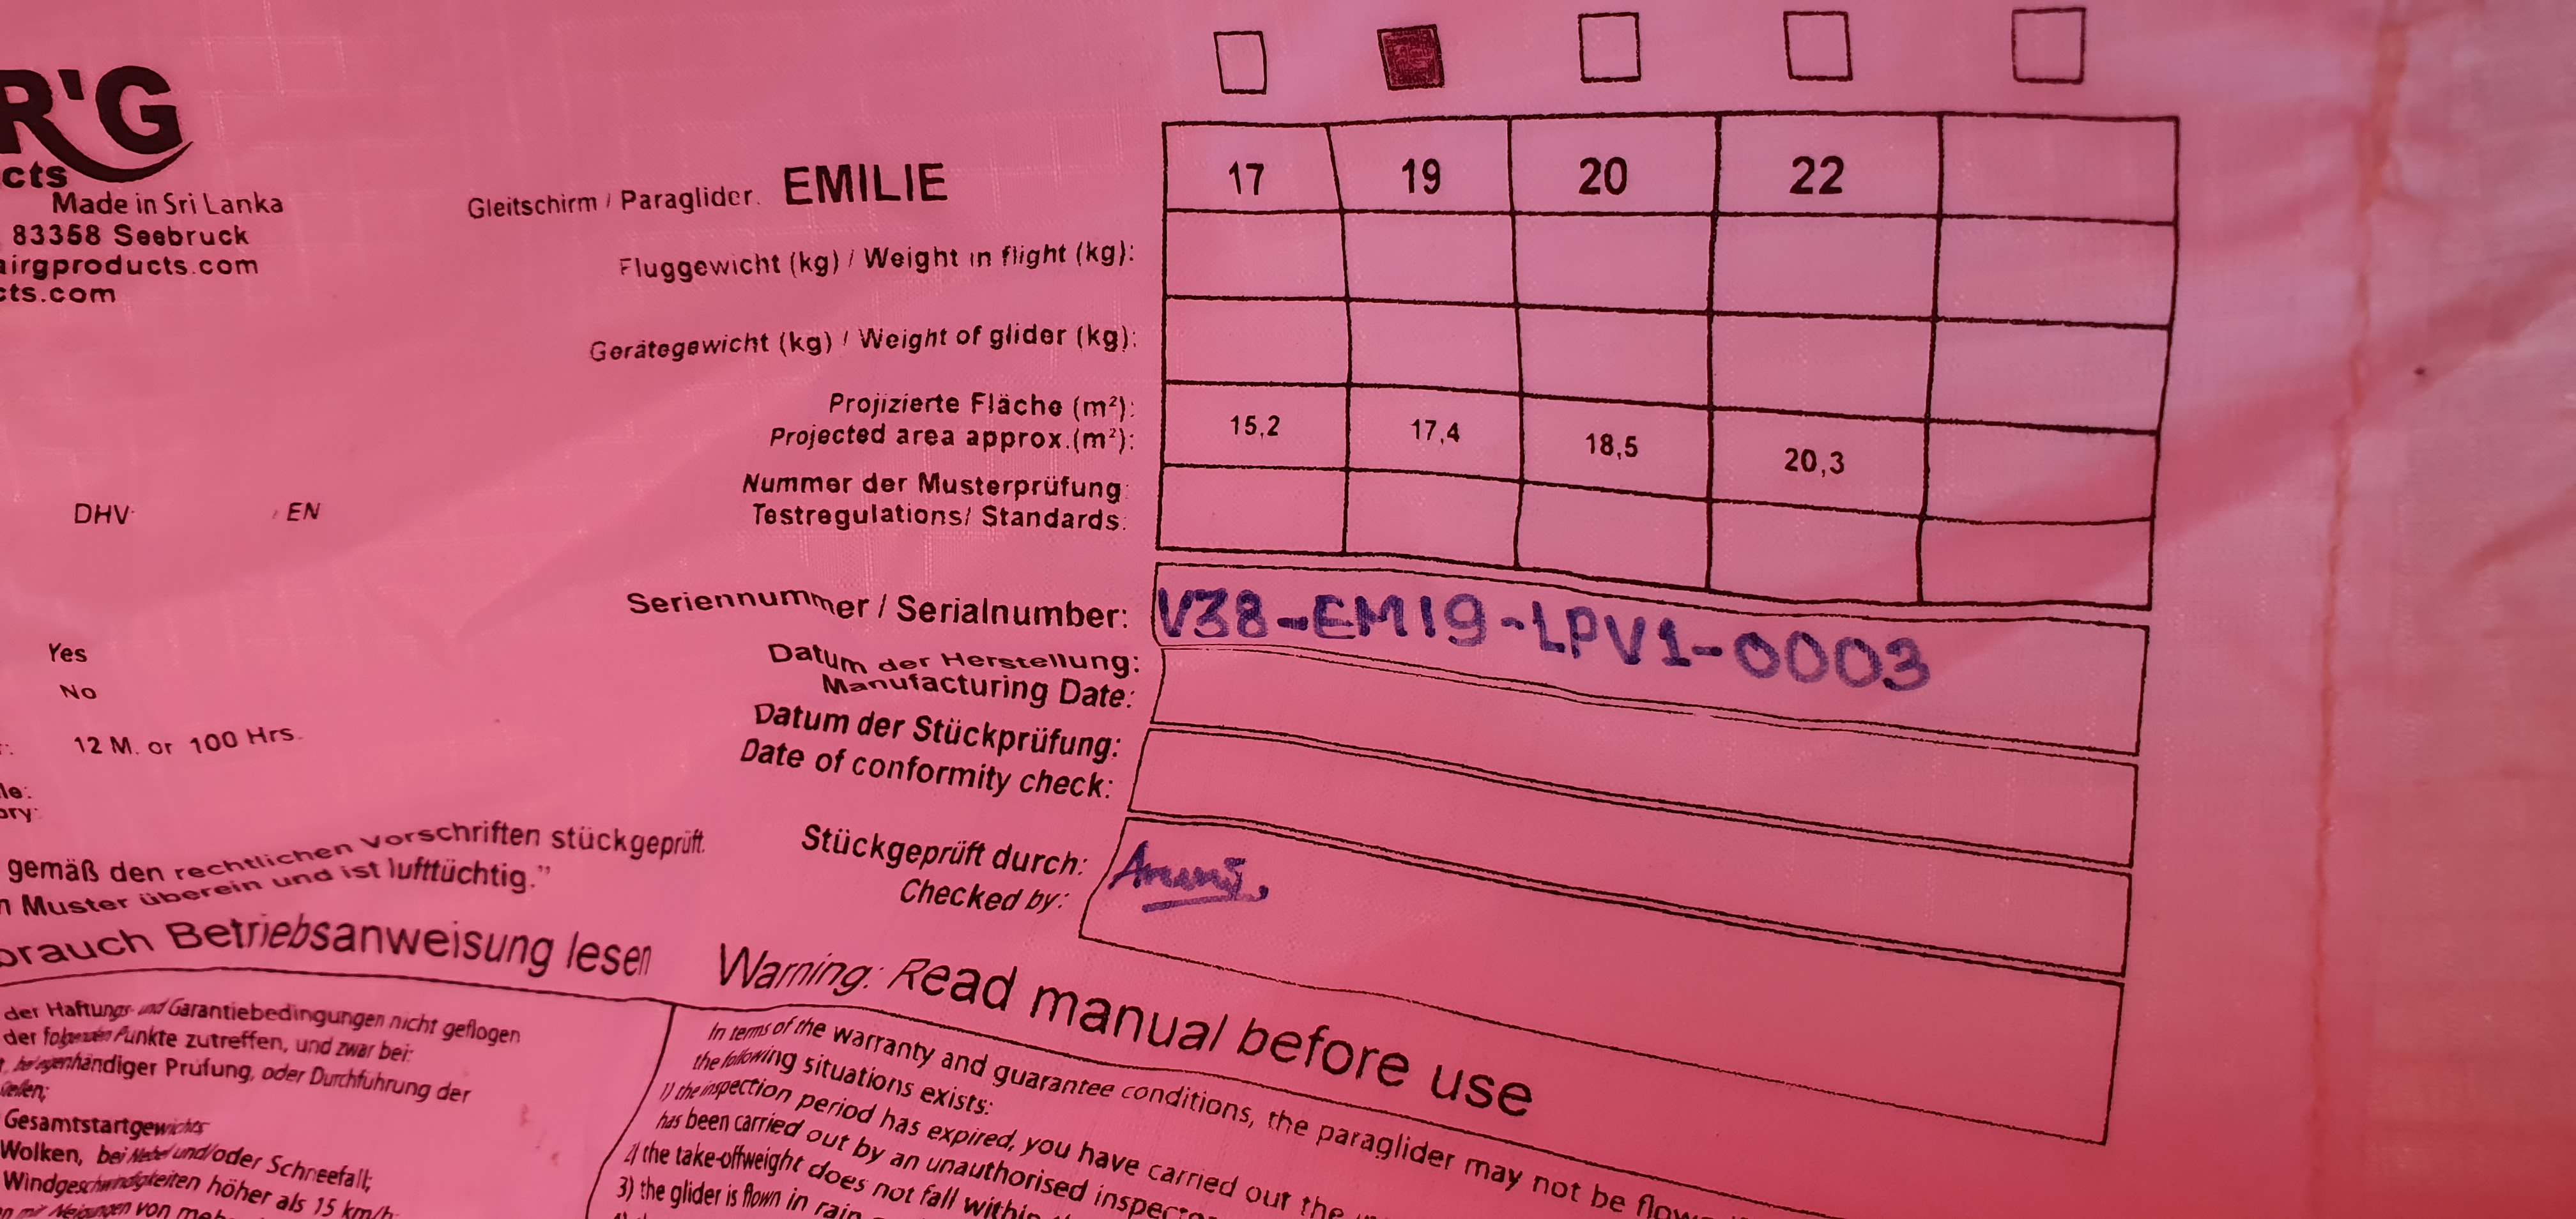 R'G
cts
Made in Sri Lanka
83358 Seebruck
airgproducts.com
cts.com
Gleitschirm / Paraglider. EMILIE
17 19 20 22
Fluggewicht (kg) / Weight in flight (kg):
Gerätegewicht (kg) / Weight of glider (kg):
Projizierte Fläche (m²):
Projected area approx.(m²):
15,2 17,4 18,5 20,3
Nummer der Musterprüfung
Testregulations/ Standards:
DHV / EN
Seriennummer / Serialnumber: V38-EM19-LPV1-0003
Datum der Herstellung:
Manufacturing Date:
Datum der Stückprüfung:
Date of conformity check:
Stückgeprüft durch:
Checked by:
Yes
No
12 M. or 100 Hrs.
le:
ory:
gemäß den rechtlichen Vorschriften stückgeprüft.
Muster überein und ist lufttüchtig."
brauch Betriebsanweisung lesen
Warning: Read manual before use
der Haftungs- und Garantiebedingungen nicht geflogen
der folgenden Punkte zutreffen, und zwar bei:
eigenhändiger Prüfung, oder Durchführung der
Gesamtstartgewichts
Wolken, bei Nebel und/oder Schneefall;
Windgeschwindigkeiten höher als 15 km/h;
mit Neigungen von
In terms of the warranty and guarantee conditions, the paraglider may not be
the following situations exists:
1) the inspection period has expired, you have carried out the
has been carried out by an unauthorised
2) the take-offweight does not fall within
3) the glider is flown in rain